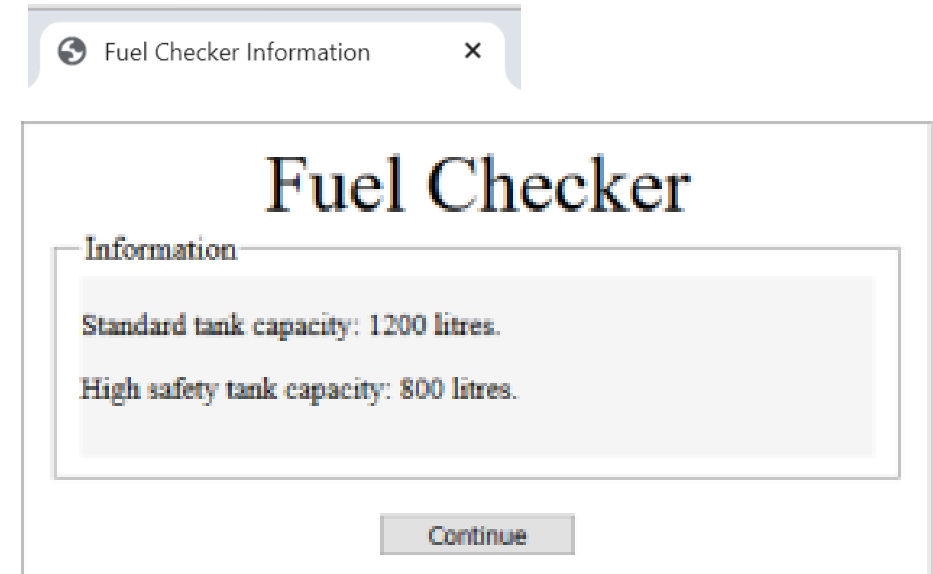 Fuel Checker Information
Fuel Checker
Information
Standard tank capacity: 1200 litres.
High safety tank capacity: 800 litres.
Continue